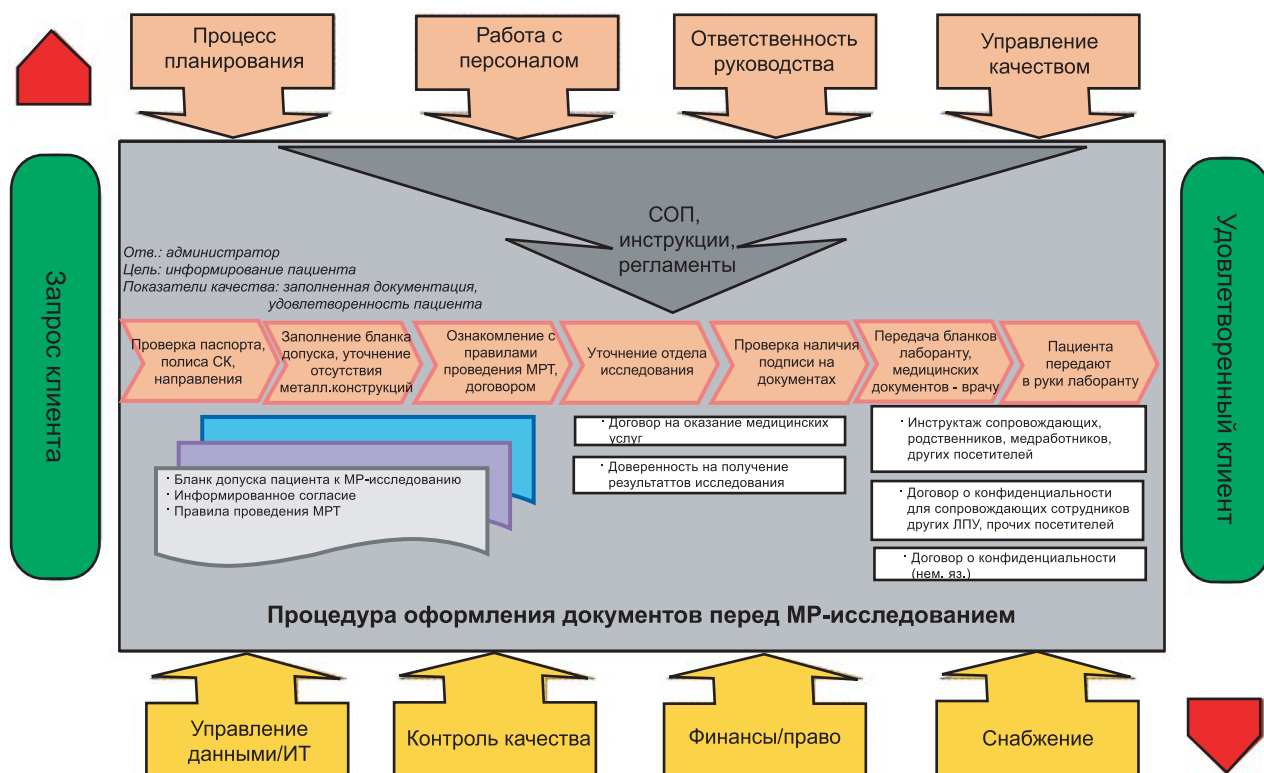 Процесс
планирования
Работа с
персоналом
Ответственность
руководства
Управление
качеством
Запрос клиента
СОП,
инструкции,
регламенты
Отв.: администратор
Цель: информирование пациента
Показатели качества: заполненная документация,
удовлетворенность пациента
Проверка паспорта,
полиса СК,
направления
Заполнение бланка
допуска, уточнение
отсутствия
металл.конструкций
Ознакомление с
правилами
проведения МРТ,
договором
Уточнение отдела
исследования
Проверка наличия
подписи на
документах
Передача бланков
лаборанту,
медицинских
документов - врачу
Пациента
передают
в руки лаборанту
· Бланк допуска пациента к МР-исследованию
· Информированное согласие
· Правила проведения МРТ
· Договор на оказание медицинских
услуг
· Доверенность на получение
результаттов исследования
· Инструктаж сопровождающих,
родственников, медработников,
других посетителей
· Договор о конфиденциальности
для сопровождающих сотрудников
других ЛПУ, прочих посетителей
· Договор о конфиденциальности
(нем. яз.)
Процедура оформления документов перед МР-исследованием
Удовлетворенный клиент
Управление
данными/ИТ
Контроль качества
Финансы/право
Снабжение